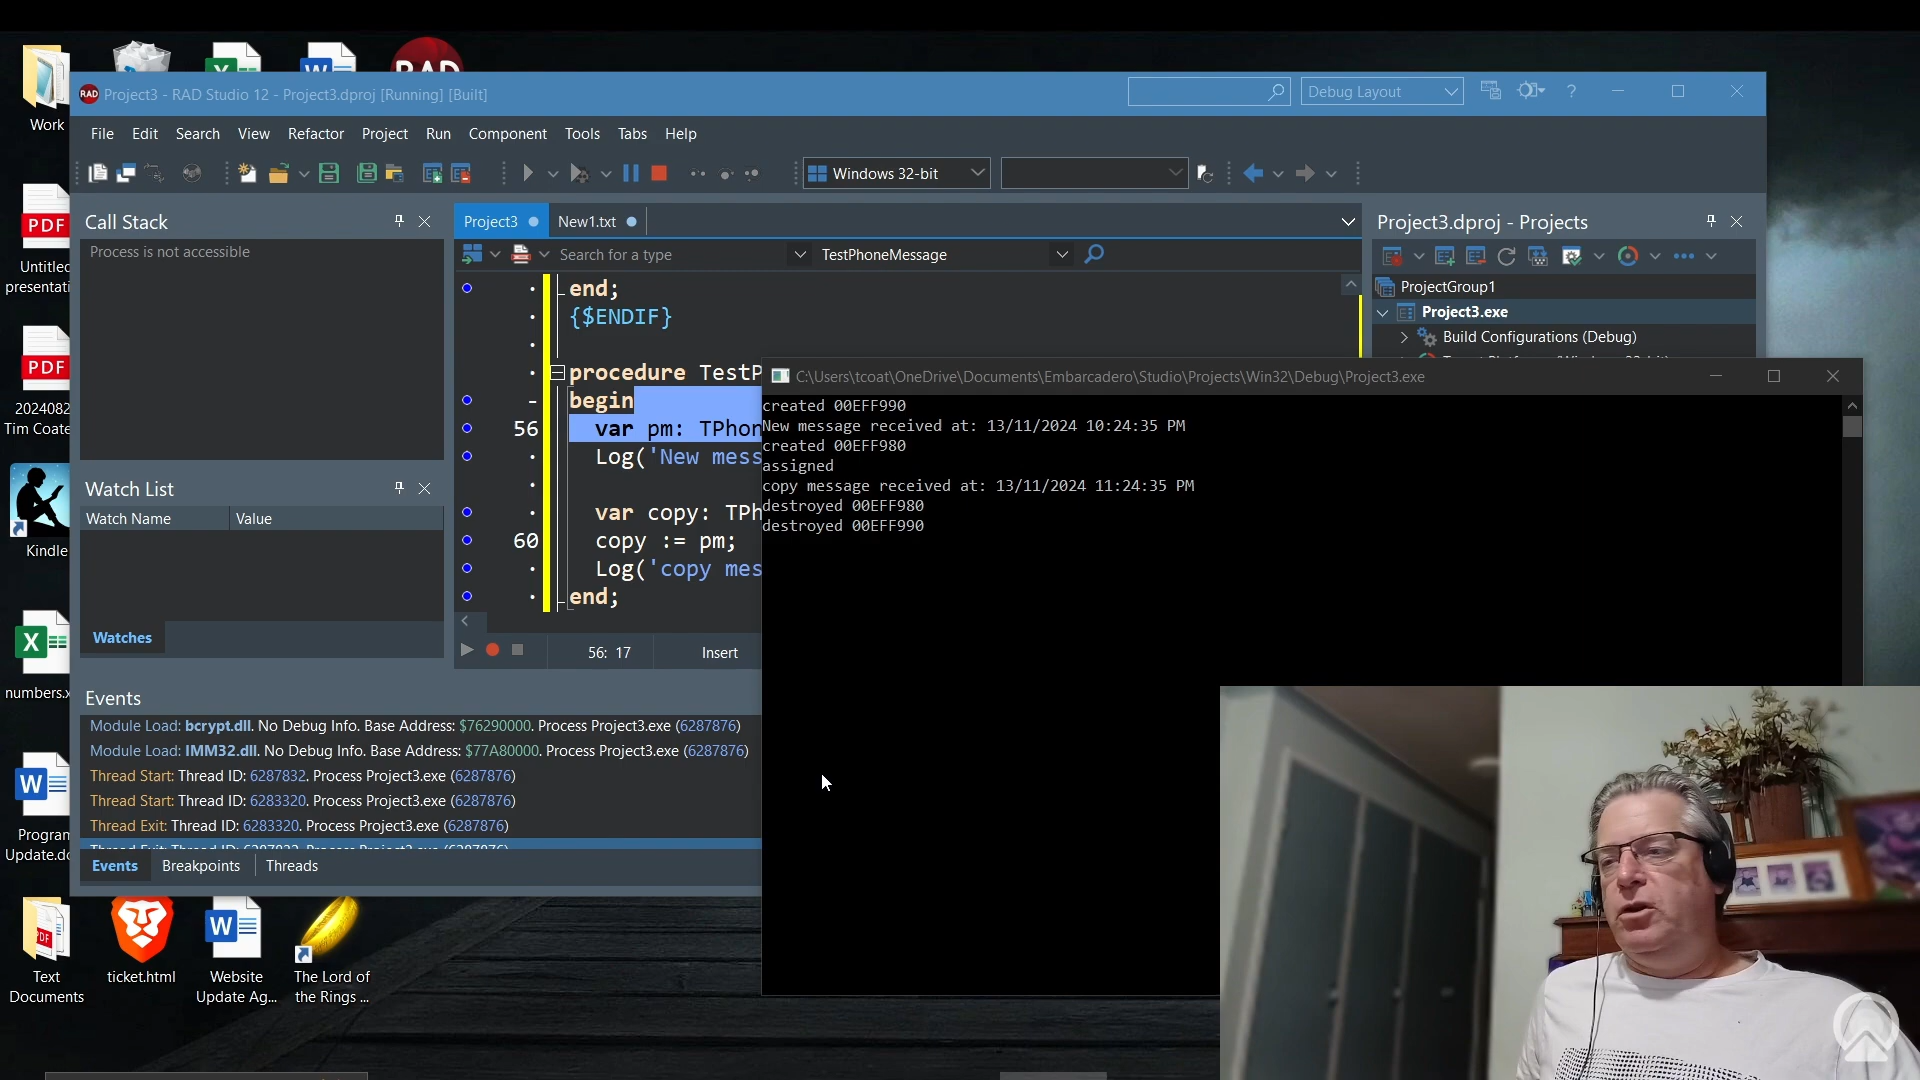 RAD
Project3 - RAD Studio 12 - Project3.dproj [Running] [Built]
Debug Layout
?
Work
File Edit Search View Refactor Project Run Component Tools Tabs Help
Windows 32-bit
Call Stack
Process is not accessible
Project3
New1.txt
Search for a type
TestPhoneMessage
end;
{$ENDIF}
procedure TestP
begin
56 var pm: TPhon
Log('New mess
var copy: TPh
60 copy := pm;
Log('copy mes
end;
56: 17 Insert
Project3.dproj - Projects
ProjectGroup1
Project3.exe
Build Configurations (Debug)
C:\Users\tcoat\OneDrive\Documents\Embarcadero\Studio\Projects\Win32\Debug\Project3.exe
created 00EFF990
New message received at: 13/11/2024 10:24:35 PM
created 00EFF980
assigned
copy message received at: 13/11/2024 11:24:35 PM
destroyed 00EFF980
destroyed 00EFF990
Watch List
Watch Name Value
Watches
Events
Module Load: bcrypt.dll. No Debug Info. Base Address: $76290000. Process Project3.exe (6287876)
Module Load: IMM32.dll. No Debug Info. Base Address: $77A80000. Process Project3.exe (6287876)
Thread Start: Thread ID: 6287832. Process Project3.exe (6287876)
Thread Start: Thread ID: 6283320. Process Project3.exe (6287876)
Thread Exit: Thread ID: 6283320. Process Project3.exe (6287876)
Events Breakpoints Threads
PDF
Untitled
presentati
PDF
2024082
Tim Coate
Kindle
numbers.x
Program
Update.do
Text
Documents
ticket.html
Website
Update Ag...
The Lord of
the Rings ...